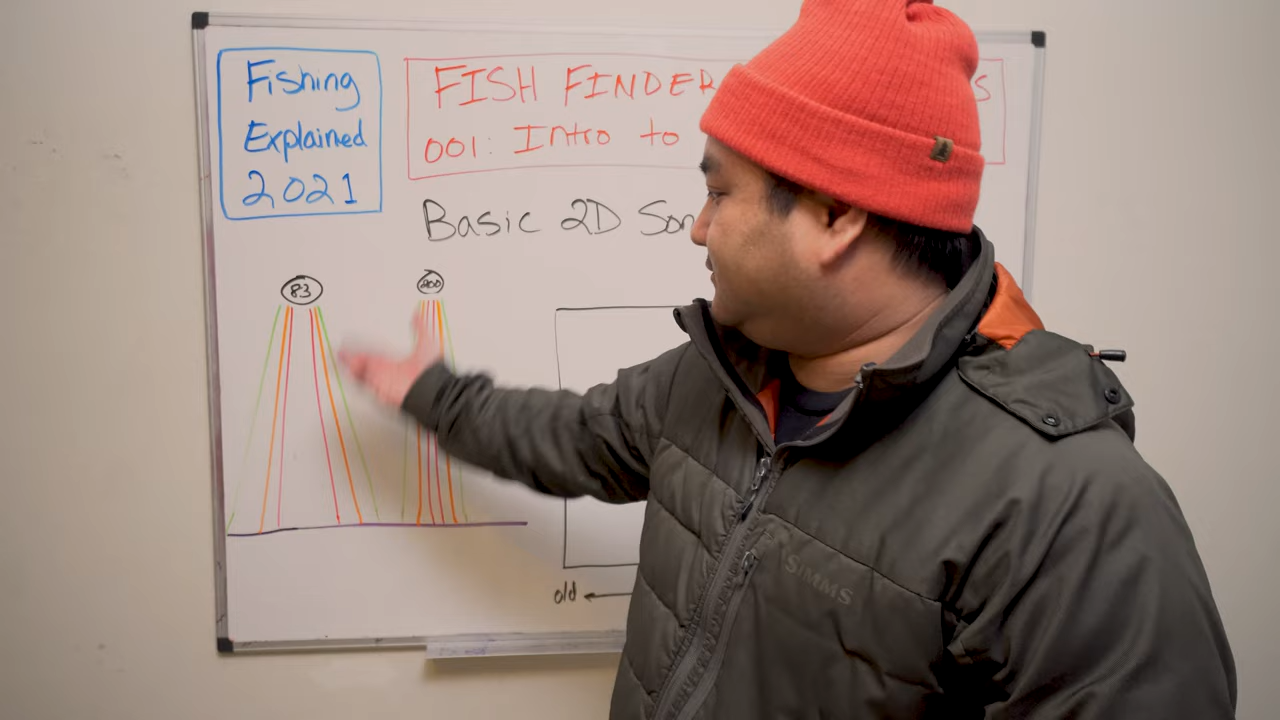 Fishing
Explained
2021
FISH FINDER
001: Intro to
Basic 2D Son
83
200
old
SIMMS